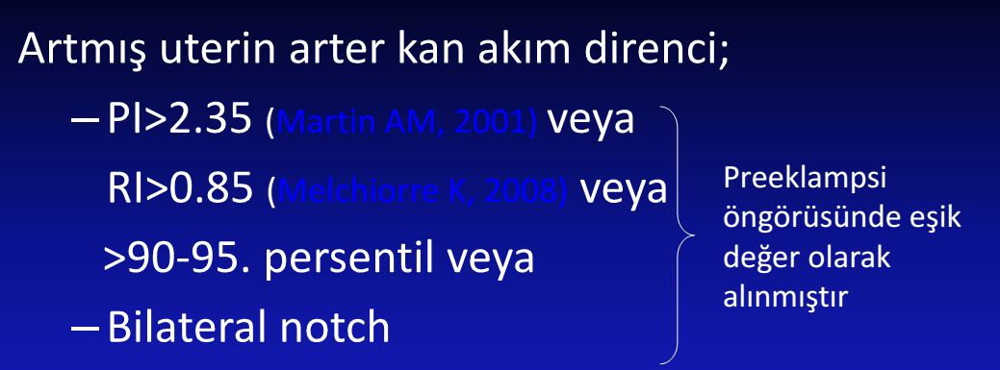 Artmış uterin arter kan akım direnci;
– PI>2.35 (Martin AM, 2001) veya
RI>0.85 (Melchiorre K, 2008) veya
>90-95. persentil veya
– Bilateral notch
Preeklampsi
öngörüsünde eşik
değer olarak
alınmıştır